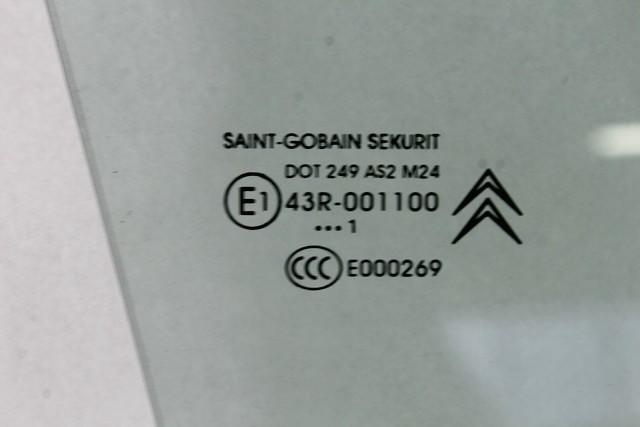 SAINT-GOBAIN SEKURIT
DOT 249 AS2 M24
E1 43R-001100
•••1
CCC E000269